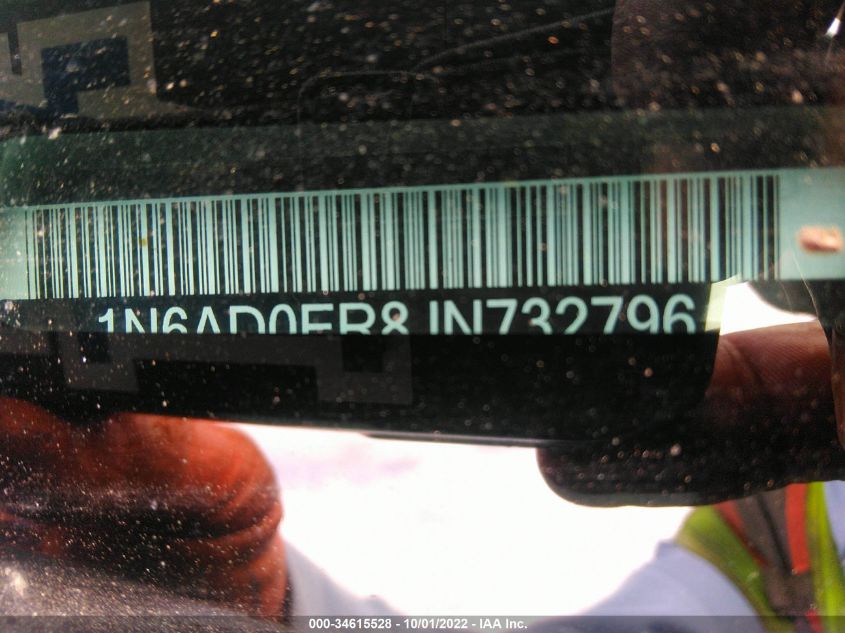 1N6AD0ER8JN732796
000-34615528 - 10/01/2022 - IAA Inc.